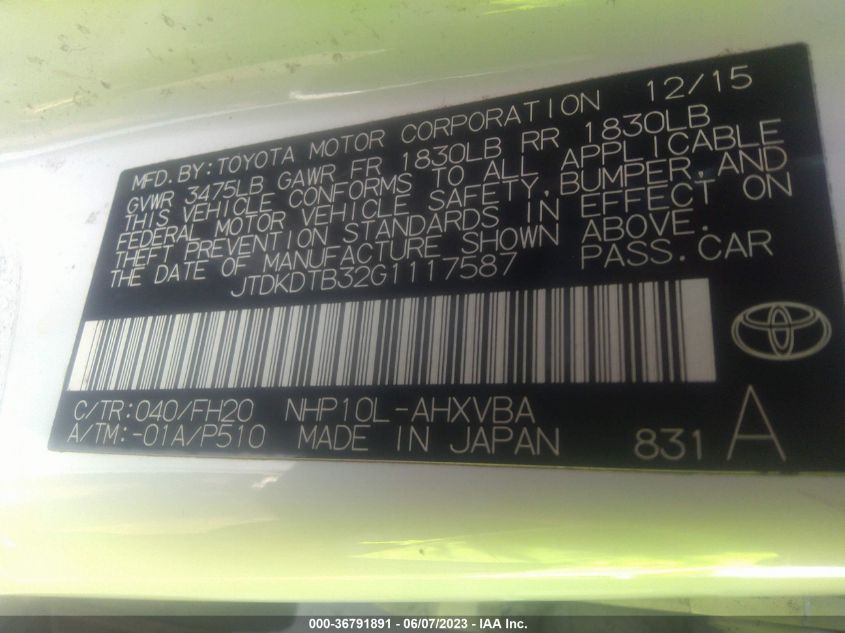 MFD. BY: TOYOTA MOTOR CORPORATION 12/15
GVWR 3475LB GAWR FR 1830LB RR 1830LB
THIS VEHICLE CONFORMS TO ALL APPLICABLE
FEDERAL MOTOR VEHICLE SAFETY, BUMPER, AND
THEFT PREVENTION STANDARDS IN EFFECT ON
THE DATE OF MANUFACTURE SHOWN ABOVE.
JTDKDTB32G1117587 PASS. CAR
C/TR:040/FH20 NHP10L-AHXVBA
A/TM:-01A/P510 MADE IN JAPAN 831 A
000-36791891 - 06/07/2023 - IAA Inc.